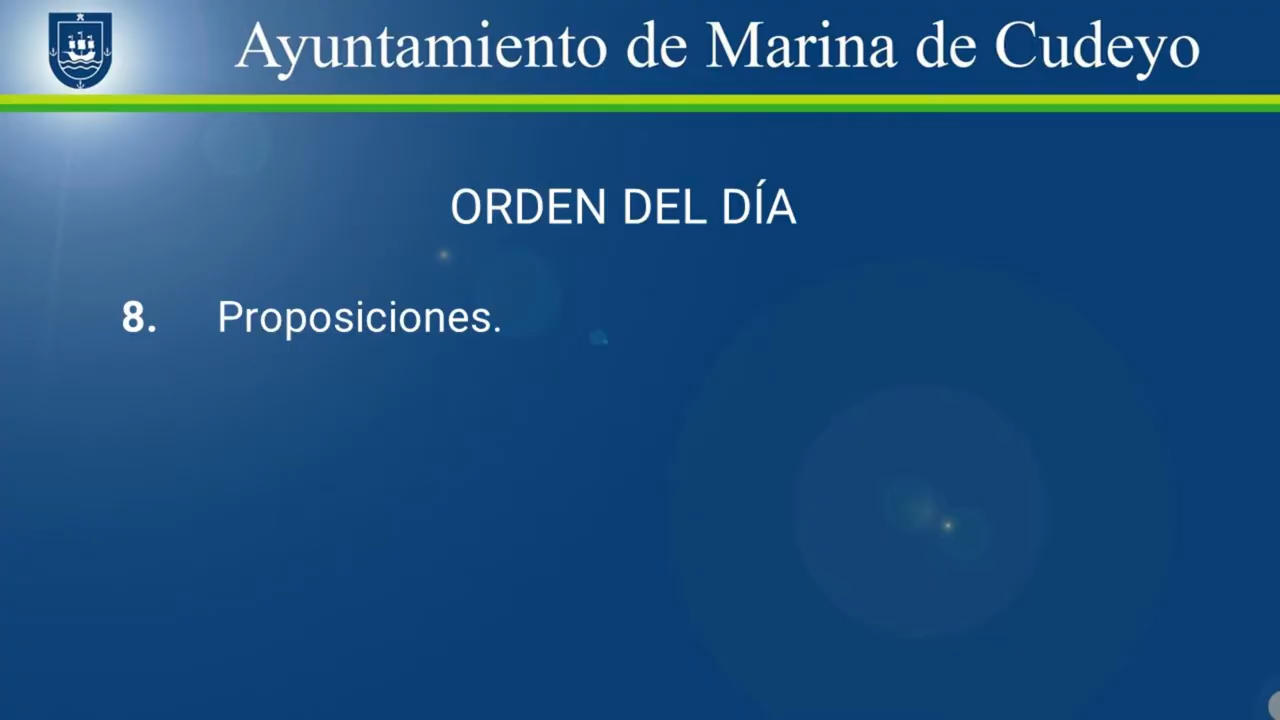 Ayuntamiento de Marina de Cudeyo
ORDEN DEL DÍA
8. Proposiciones.